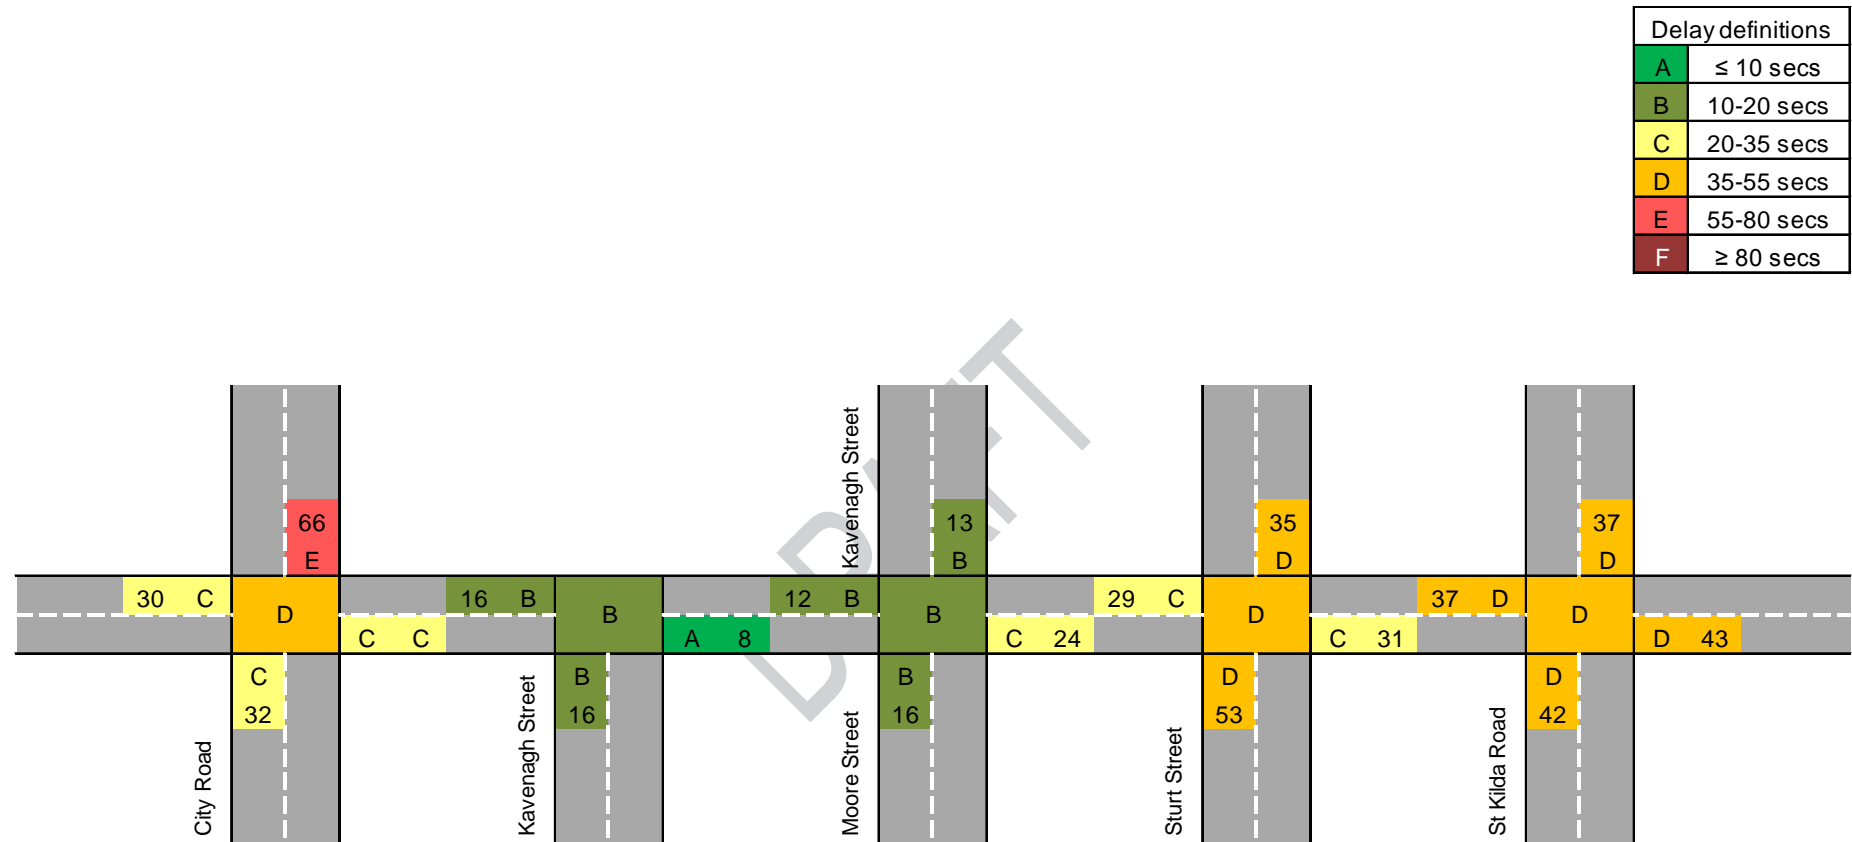 Delay definitions
A ≤ 10 secs
B 10-20 secs
C 20-35 secs
D 35-55 secs
E 55-80 secs
F ≥ 80 secs
DRAFT
Kavenagh Street
66
E
13
B
35
D
37
D
30 C
D
16 B
B
12 B
B
29 C
D
37 D
D
C C
A 8
C 24
C 31
D 43
C
32
B
16
B
16
D
53
D
42
City Road
Kavenagh Street
Moore Street
Sturt Street
St Kilda Road